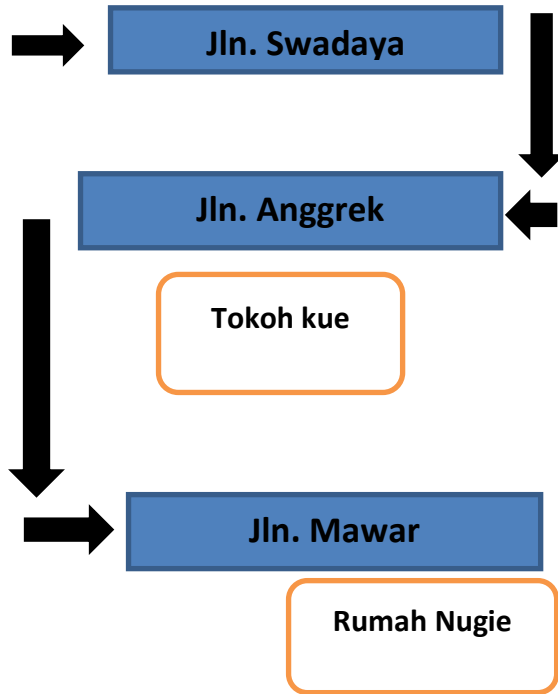 Jln. Swadaya
Jln. Anggrek
Tokoh kue
Jln. Mawar
Rumah Nugie